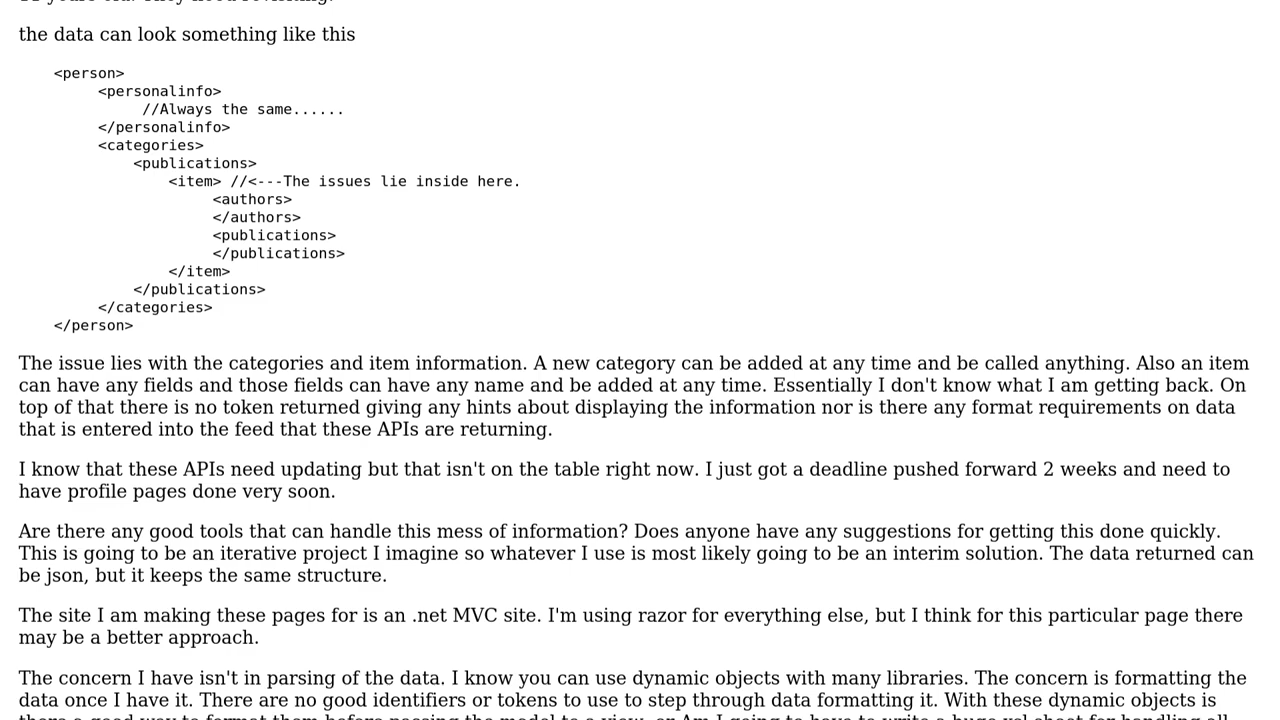 the data can look something like this
<person>
<personalinfo>
//Always the same......
</personalinfo>
<categories>
<publications>
<item> //<---The issues lie inside here.
<authors>
</authors>
<publications>
</publications>
</item>
</publications>
</categories>
</person>
The issue lies with the categories and item information. A new category can be added at any time and be called anything. Also an item
can have any fields and those fields can have any name and be added at any time. Essentially I don't know what I am getting back. On
top of that there is no token returned giving any hints about displaying the information nor is there any format requirements on data
that is entered into the feed that these APIs are returning.
I know that these APIs need updating but that isn't on the table right now. I just got a deadline pushed forward 2 weeks and need to
have profile pages done very soon.
Are there any good tools that can handle this mess of information? Does anyone have any suggestions for getting this done quickly.
This is going to be an iterative project I imagine so whatever I use is most likely going to be an interim solution. The data returned can
be json, but it keeps the same structure.
The site I am making these pages for is an .net MVC site. I'm using razor for everything else, but I think for this particular page there
may be a better approach.
The concern I have isn't in parsing of the data. I know you can use dynamic objects with many libraries. The concern is formatting the
data once I have it. There are no good identifiers or tokens to use to step through data formatting it. With these dynamic objects is